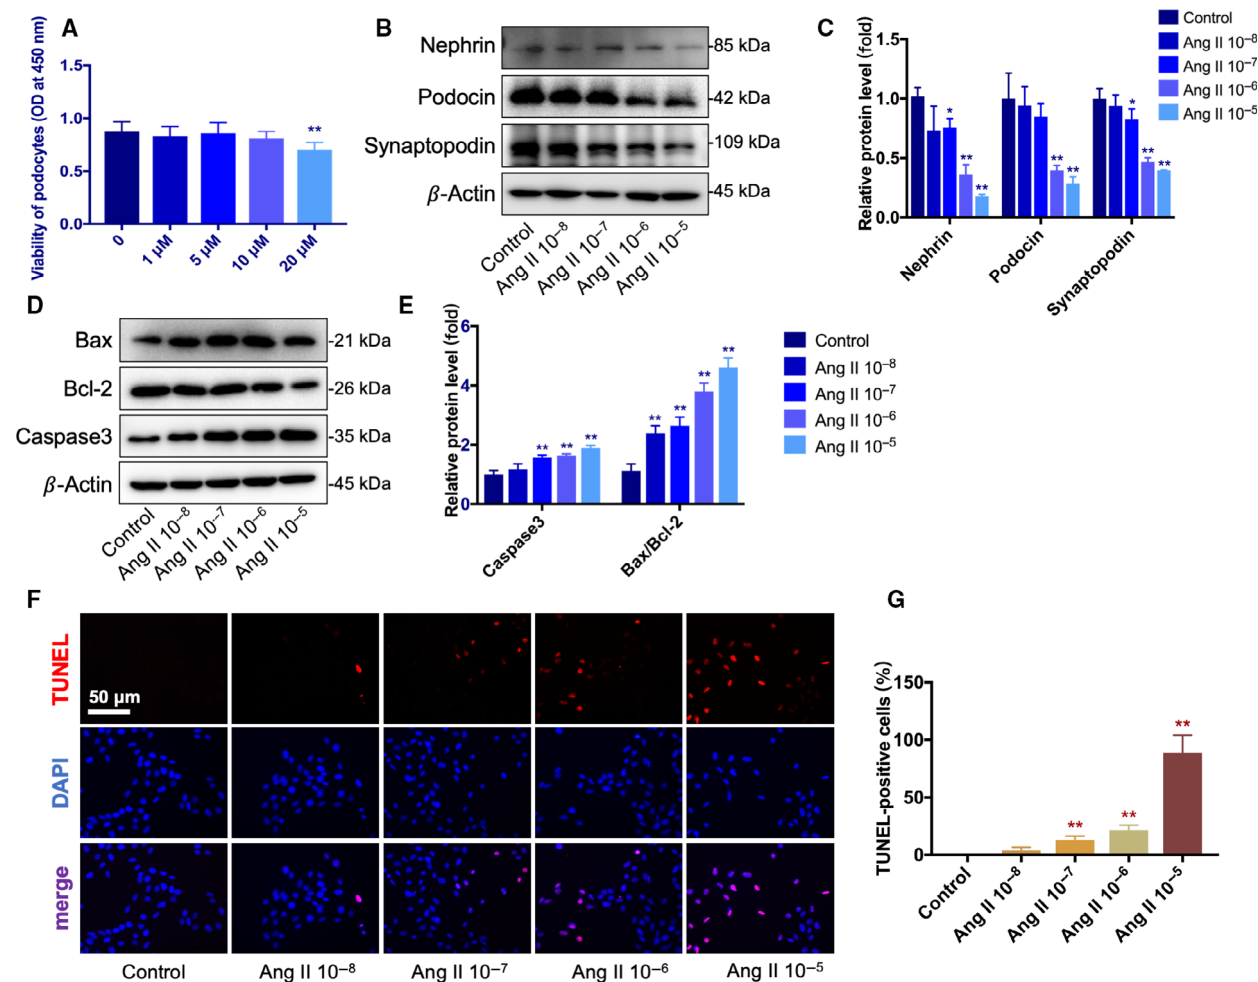 A
Viability of podocytes (OD at 450 nm)
1.5
1.0
0.5
0.0
0
1 μM
5 μM
10 μM
20 μM
**
B
Nephrin
-85 kDa
Podocin
-42 kDa
Synaptopodin
-109 kDa
β-Actin
-45 kDa
Control
Ang II 10–8
Ang II 10–7
Ang II 10–6
Ang II 10–5
C
Relative protein level (fold)
1.5
1.0
0.5
0.0
*
**
**
**
**
*
**
**
Nephrin
Podocin
Synaptopodin
Control
Ang II 10–8
Ang II 10–7
Ang II 10–6
Ang II 10–5
D
Bax
-21 kDa
Bcl-2
-26 kDa
Caspase3
-35 kDa
β-Actin
-45 kDa
Control
Ang II 10–8
Ang II 10–7
Ang II 10–6
Ang II 10–5
E
Relative protein level (fold)
6
4
2
0
**
**
**
**
**
**
**
Caspase3
Bax/Bcl-2
Control
Ang II 10–8
Ang II 10–7
Ang II 10–6
Ang II 10–5
F
TUNEL
50 μm
DAPI
merge
Control
Ang II 10–8
Ang II 10–7
Ang II 10–6
Ang II 10–5
G
TUNEL-positive cells (%)
150
100
50
0
**
**
**
Control
Ang II 10–8
Ang II 10–7
Ang II 10–6
Ang II 10–5